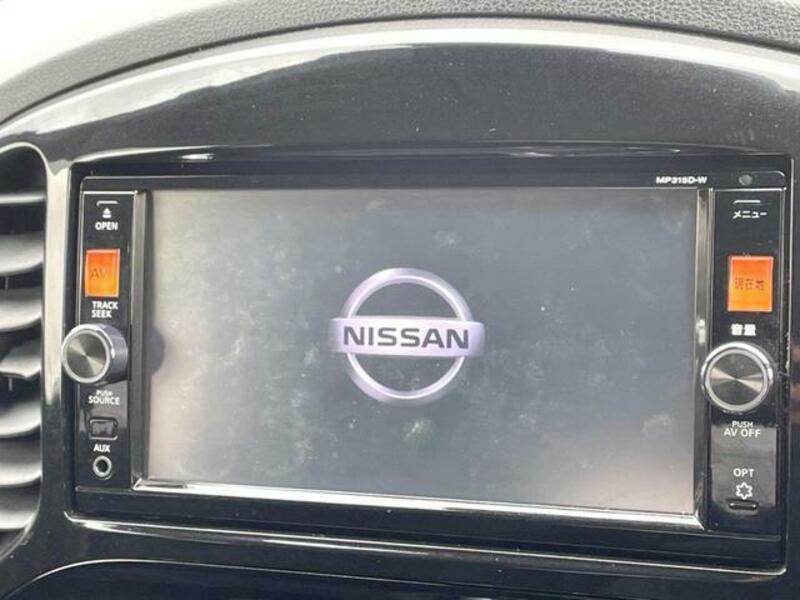 MP315D-W
OPEN
メニュー
AV
現在地
TRACK
SEEK
音量
NISSAN
PUSH
SOURCE
PUSH
AV OFF
AUX
OPT